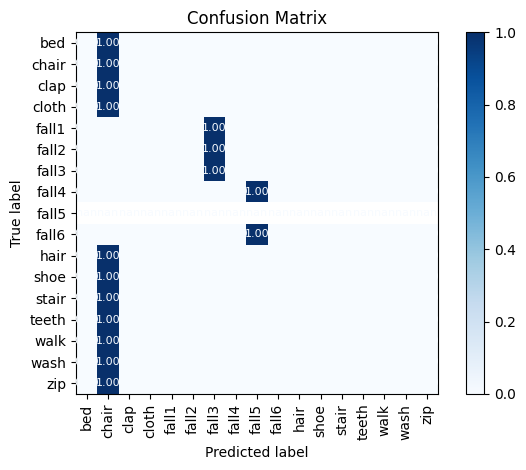 Confusion Matrix
True label
bed 1.00
chair 1.00
clap 1.00
cloth 1.00
fall1 1.00
fall2 1.00
fall3 1.00
fall4 1.00
fall5
fall6 1.00
hair 1.00
shoe 1.00
stair 1.00
teeth 1.00
walk 1.00
wash 1.00
zip 1.00
bed chair clap cloth fall1 fall2 fall3 fall4 fall5 fall6 hair shoe stair teeth walk wash zip
Predicted label
1.0
0.8
0.6
0.4
0.2
0.0